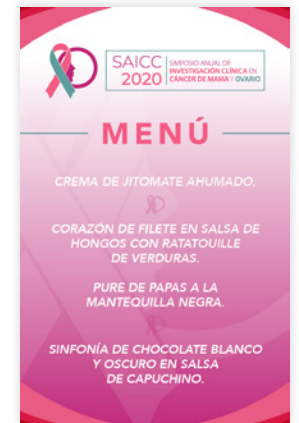 SAICC
2020
SIMPOSIO ANUAL DE
INVESTIGACIÓN CLÍNICA EN
CÁNCER DE MAMA Y OVARIO
MENÚ
CREMA DE JITOMATE AHUMADO.
CORAZÓN DE FILETE EN SALSA DE
HONGOS CON RATATOUILLE
DE VERDURAS.
PURE DE PAPAS A LA
MANTEQUILLA NEGRA.
SINFONÍA DE CHOCOLATE BLANCO
Y OSCURO EN SALSA
DE CAPUCHINO.